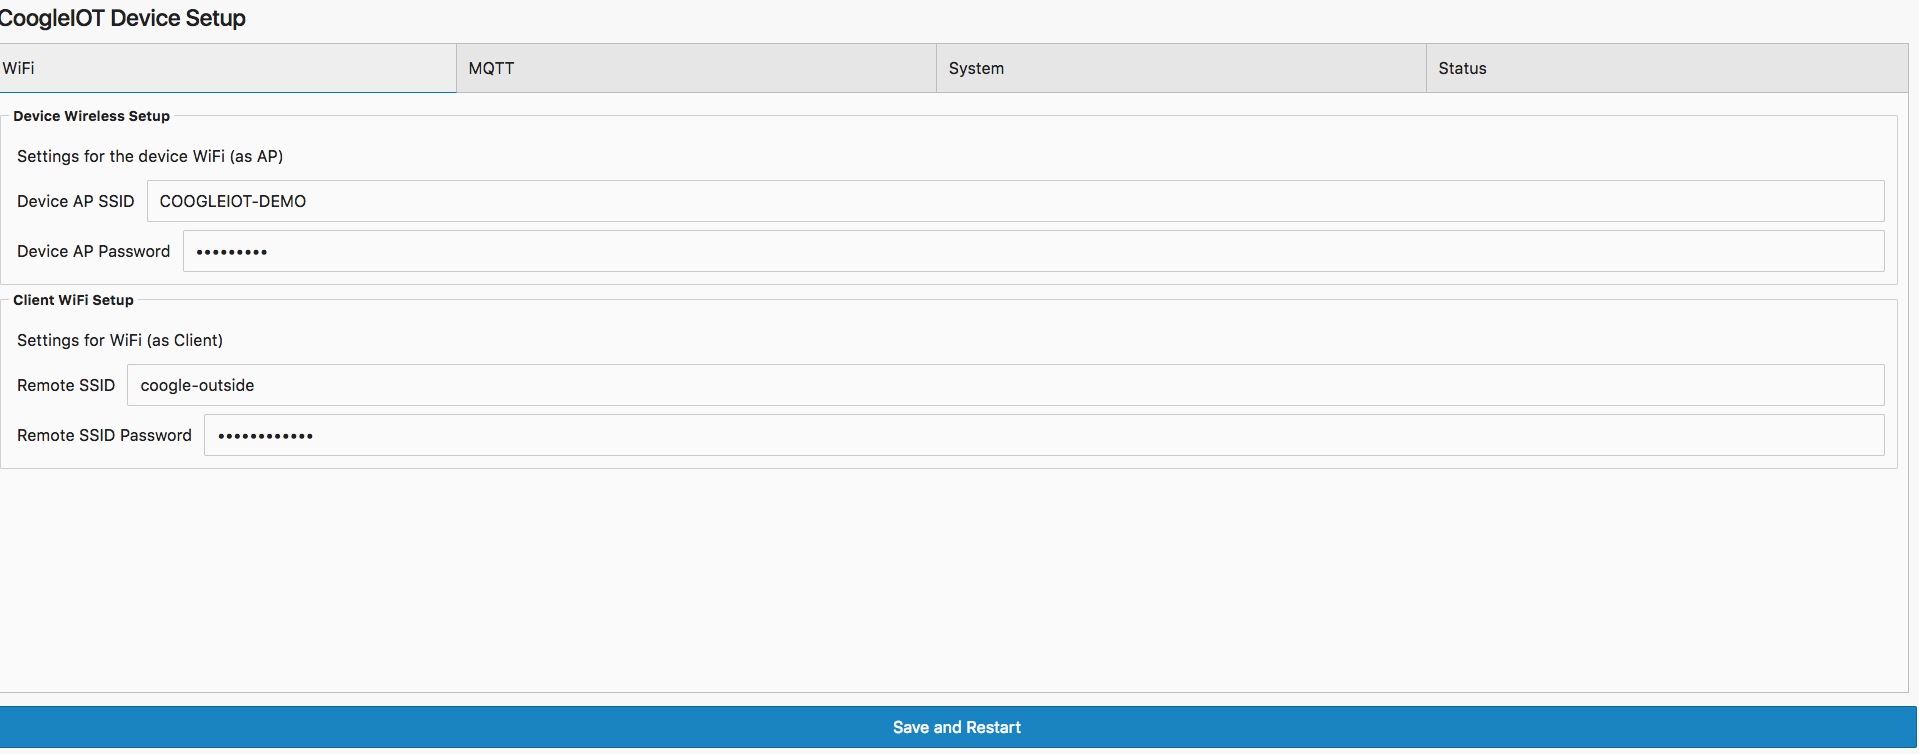 CoogleIOT Device Setup
WiFi MQTT System Status
Device Wireless Setup
Settings for the device WiFi (as AP)
Device AP SSID COOGLEIOT-DEMO
Device AP Password •••••••••
Client WiFi Setup
Settings for WiFi (as Client)
Remote SSID coogle-outside
Remote SSID Password ••••••••••••
Save and Restart